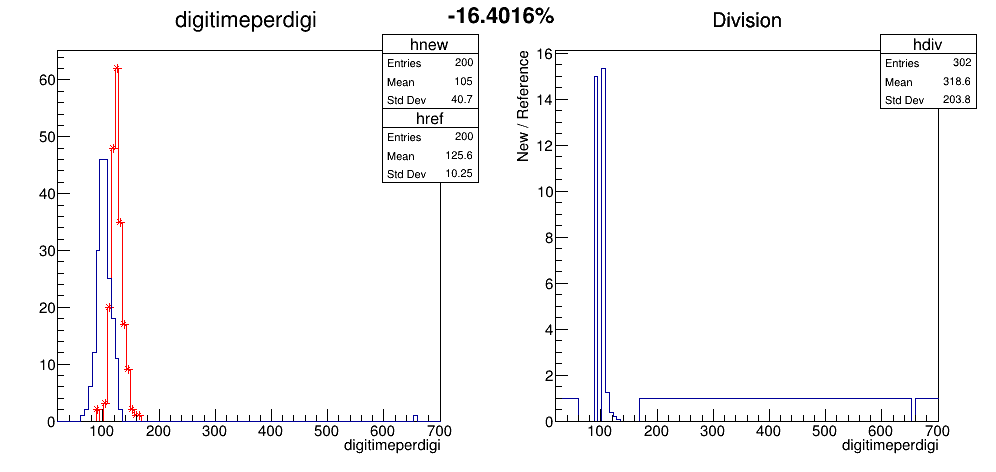 -16.4016%
digitimeperdigi
hnew
Entries 200
Mean 105
Std Dev 40.7
href
Entries 200
Mean 125.6
Std Dev 10.25
60
50
40
30
20
10
0
100 200 300 400 500 600 700
digitimeperdigi
Division
hdiv
Entries 302
Mean 318.6
Std Dev 203.8
New / Reference
16
14
12
10
8
6
4
2
0
100 200 300 400 500 600 700
digitimeperdigi